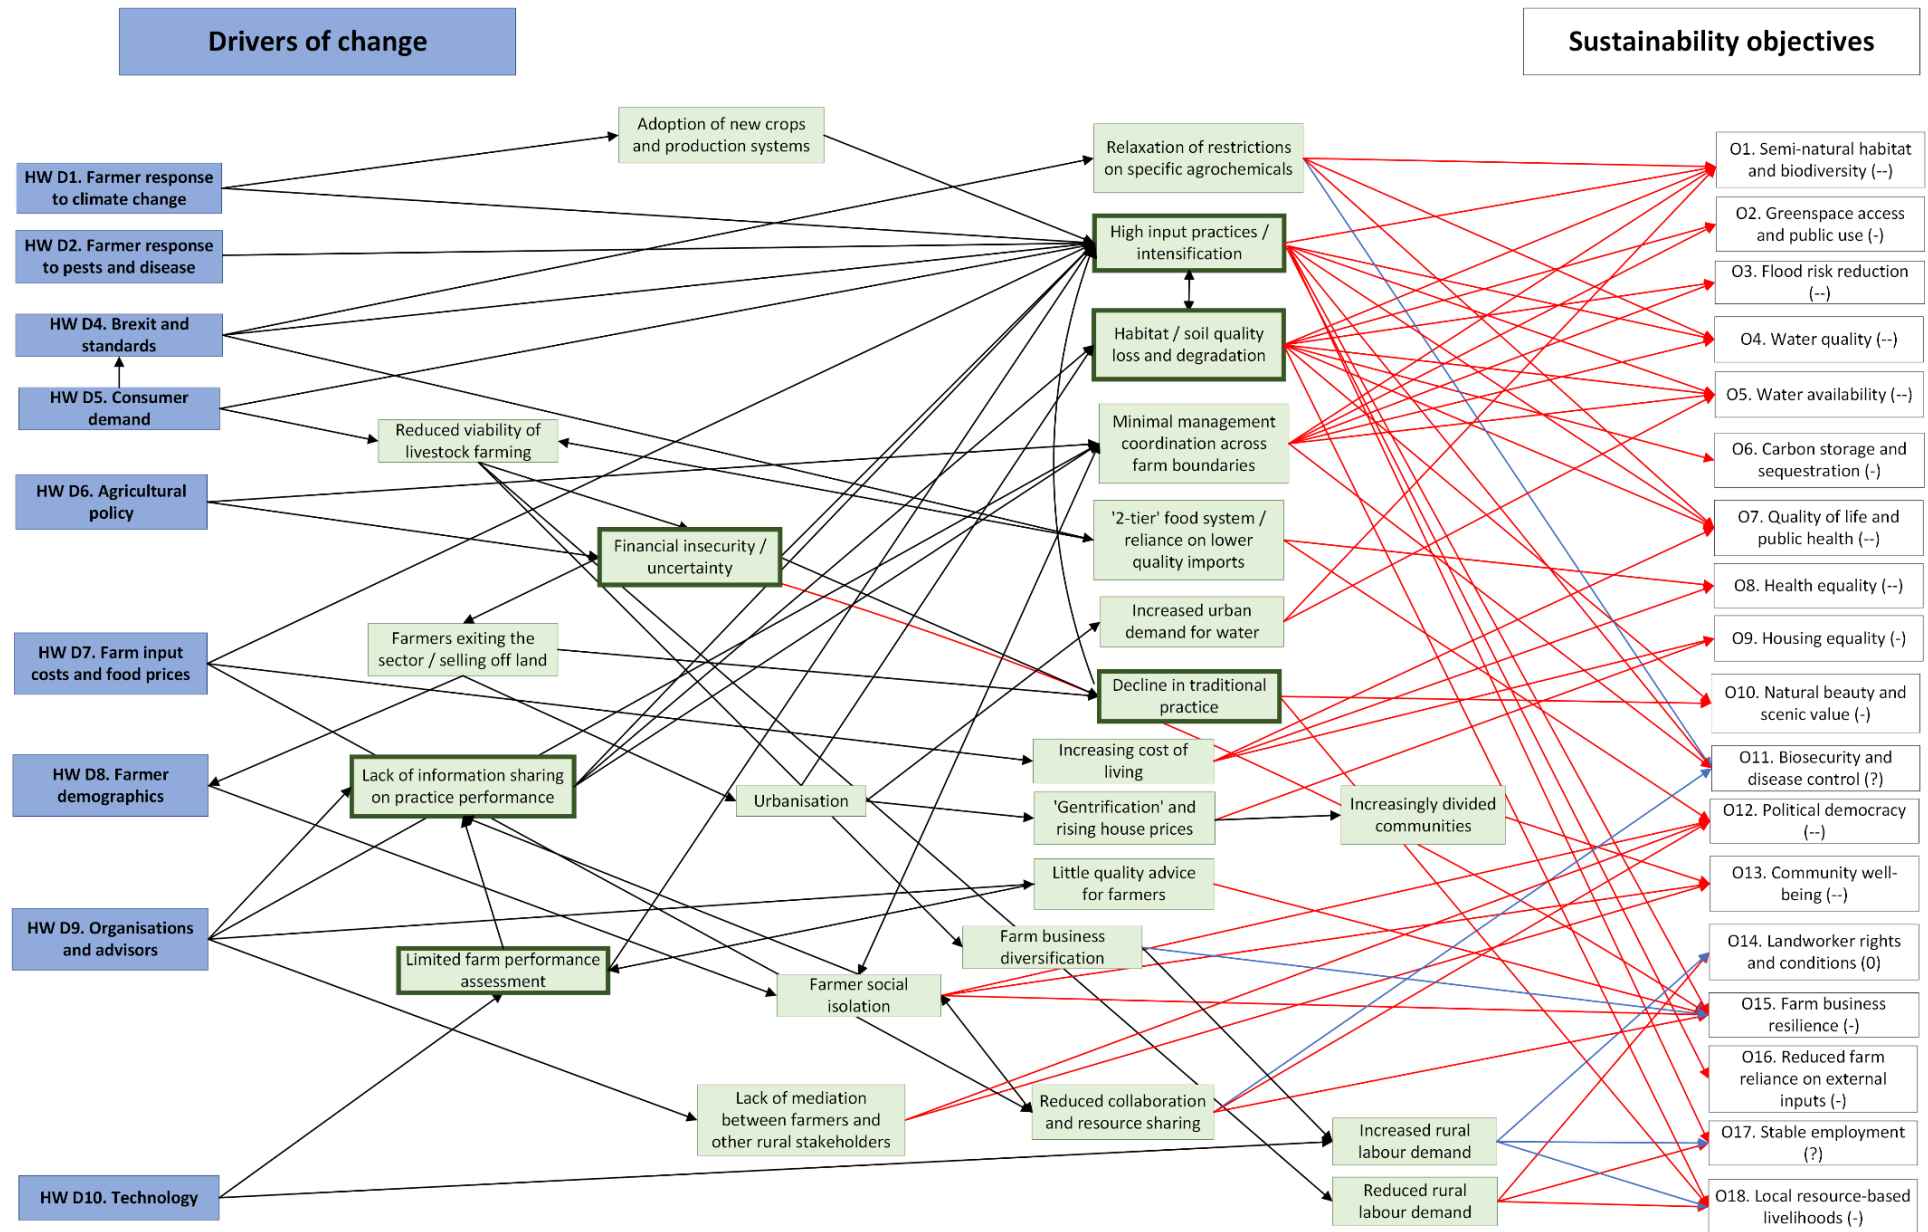 Drivers of change
Sustainability objectives
HW D1. Farmer response
to climate change
HW D2. Farmer response
to pests and disease
HW D4. Brexit and
standards
HW D5. Consumer
demand
HW D6. Agricultural
policy
HW D7. Farm input
costs and food prices
HW D8. Farmer
demographics
HW D9. Organisations
and advisors
HW D10. Technology
Adoption of new crops
and production systems
Reduced viability of
livestock farming
Financial insecurity /
uncertainty
Farmers exiting the
sector / selling off land
Lack of information sharing
on practice performance
Urbanisation
Limited farm performance
assessment
Farmer social
isolation
Lack of mediation
between farmers and
other rural stakeholders
Farm business
diversification
Relaxation of restrictions
on specific agrochemicals
High input practices /
intensification
Habitat / soil quality
loss and degradation
Minimal management
coordination across
farm boundaries
'2-tier' food system /
reliance on lower
quality imports
Increased urban
demand for water
Decline in traditional
practice
Increasing cost of
living
'Gentrification' and
rising house prices
Little quality advice
for farmers
Reduced collaboration
and resource sharing
Increasingly divided
communities
Increased rural
labour demand
Reduced rural
labour demand
O1. Semi-natural habitat
and biodiversity (--)
O2. Greenspace access
and public use (-)
O3. Flood risk reduction
(--)
O4. Water quality (--)
O5. Water availability (--)
O6. Carbon storage and
sequestration (-)
O7. Quality of life and
public health (--)
O8. Health equality (--)
O9. Housing equality (-)
O10. Natural beauty and
scenic value (-)
O11. Biosecurity and
disease control (?)
O12. Political democracy
(--)
O13. Community well-
being (--)
O14. Landworker rights
and conditions (0)
O15. Farm business
resilience (-)
O16. Reduced farm
reliance on external
inputs (-)
O17. Stable employment
(?)
O18. Local resource-based
livelihoods (-)